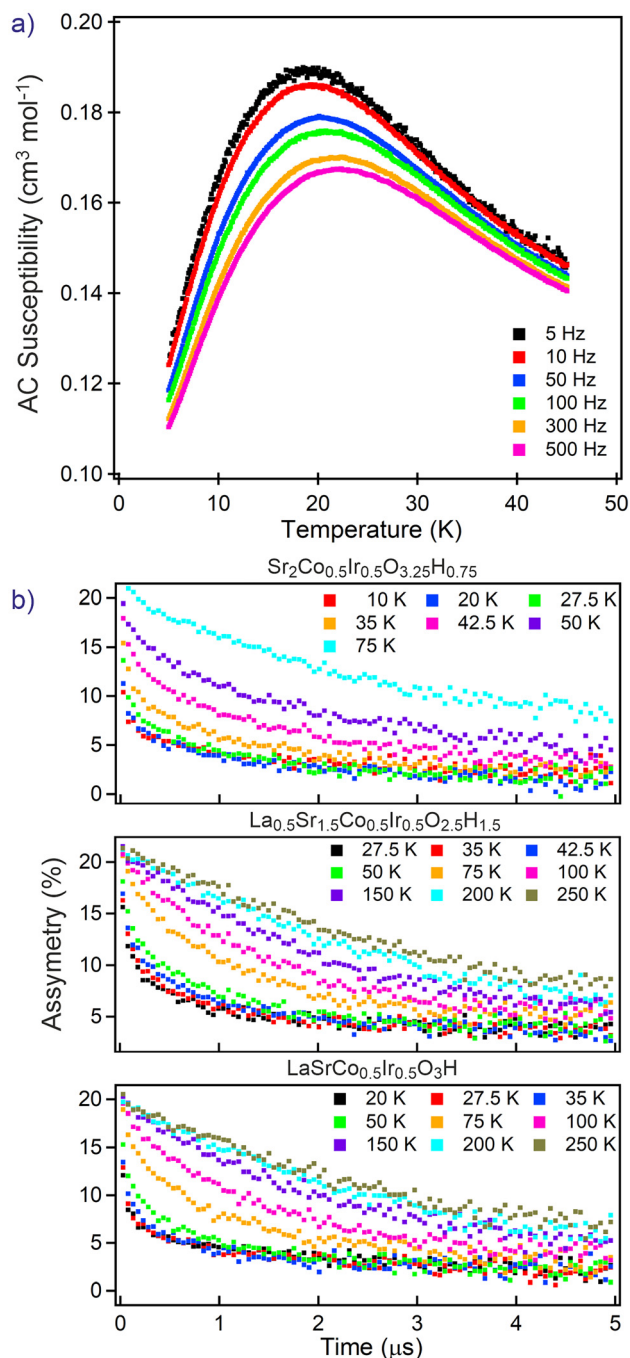 a)
0.20
0.18
0.16
0.14
0.12
0.10
AC Susceptibility (cm³ mol⁻¹)
5 Hz
10 Hz
50 Hz
100 Hz
300 Hz
500 Hz
0 10 20 30 40 50
Temperature (K)
b)
Sr₂Co₀.₅Ir₀.₅O₃.₂₅H₀.₇₅
20
15
10
5
0
10 K 20 K 27.5 K
35 K 42.5 K 50 K
75 K
La₀.₅Sr₁.₅Co₀.₅Ir₀.₅O₂.₅H₁.₅
20
15
10
5
27.5 K 35 K 42.5 K
50 K 75 K 100 K
150 K 200 K 250 K
Assymetry (%)
LaSrCo₀.₅Ir₀.₅O₃H
20
15
10
5
0
20 K 27.5 K 35 K
50 K 75 K 100 K
150 K 200 K 250 K
0 1 2 3 4 5
Time (μs)